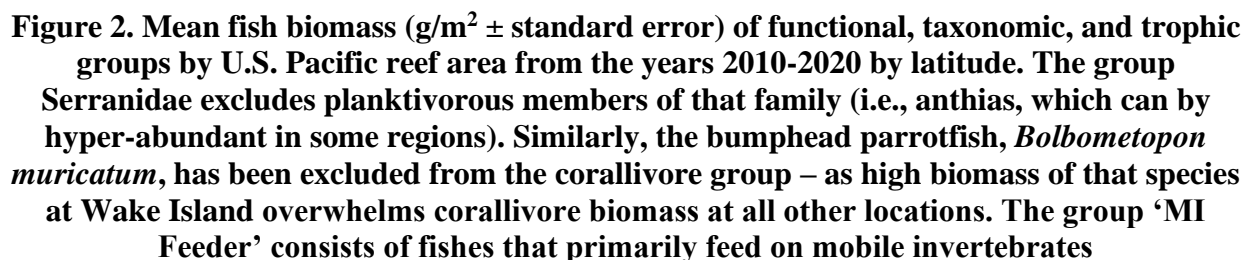 Figure 2. Mean fish biomass (g/m² ± standard error) of functional, taxonomic, and trophic
groups by U.S. Pacific reef area from the years 2010-2020 by latitude. The group
Serranidae excludes planktivorous members of that family (i.e., anthias, which can by
hyper-abundant in some regions). Similarly, the bumphead parrotfish, Bolbometopon
muricatum, has been excluded from the corallivore group – as high biomass of that species
at Wake Island overwhelms corallivore biomass at all other locations. The group ‘MI
Feeder’ consists of fishes that primarily feed on mobile invertebrates